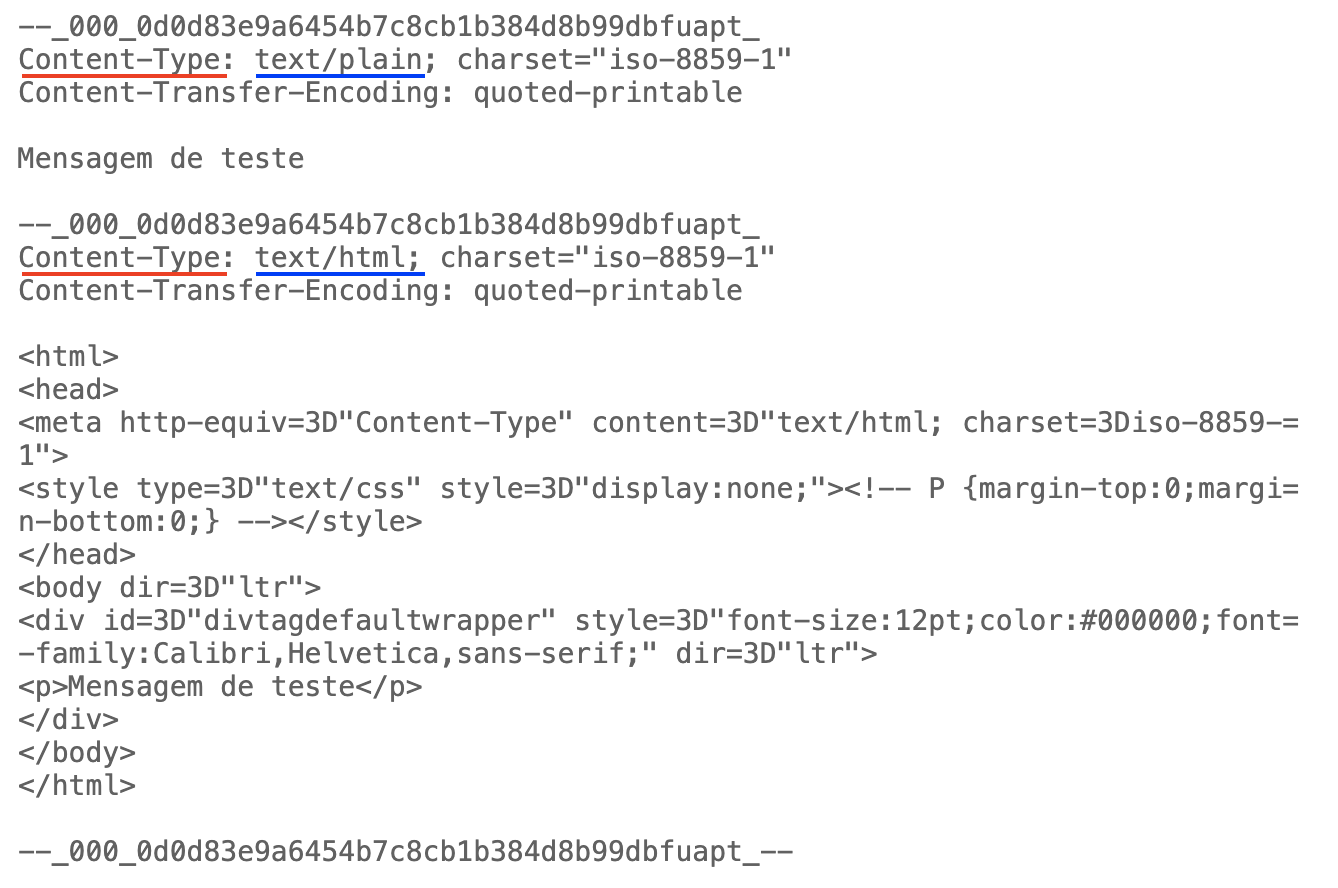 --_000_0d0d83e9a6454b7c8cb1b384d8b99dbfuapt_
Content-Type: text/plain; charset="iso-8859-1"
Content-Transfer-Encoding: quoted-printable
Mensagem de teste
--_000_0d0d83e9a6454b7c8cb1b384d8b99dbfuapt_
Content-Type: text/html; charset="iso-8859-1"
Content-Transfer-Encoding: quoted-printable
<html>
<head>
<meta http-equiv=3D"Content-Type" content=3D"text/html; charset=3Diso-8859-=
1">
<style type=3D"text/css" style=3D"display:none;"><!-- P {margin-top:0;margi=
n-bottom:0;} --></style>
</head>
<body dir=3D"ltr">
<div id=3D"divtagdefaultwrapper" style=3D"font-size:12pt;color:#000000;font=
-family:Calibri,Helvetica,sans-serif;" dir=3D"ltr">
<p>Mensagem de teste</p>
</div>
</body>
</html>
--_000_0d0d83e9a6454b7c8cb1b384d8b99dbfuapt_--